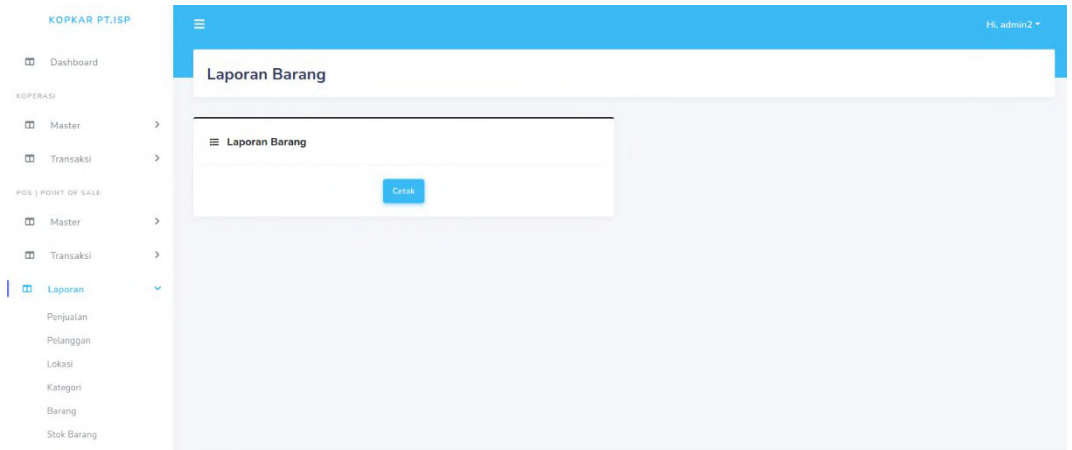 KOPKAR PT.ISP
Hi, admin2
Dashboard
Laporan Barang
KOPERASI
Master
Transaksi
Laporan Barang
Cetak
POS | POINT OF SALE
Master
Transaksi
Laporan
Penjualan
Pelanggan
Lokasi
Kategori
Barang
Stok Barang